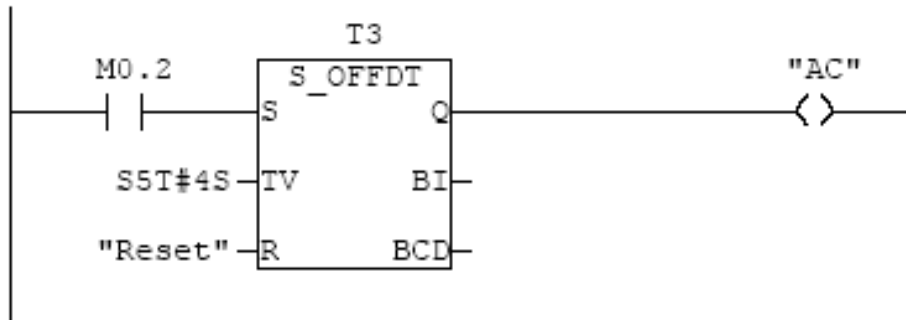 T3
M0.2
S_OFFDT
"AC"
S
Q
S5T#4S
TV
BI
"Reset"
R
BCD